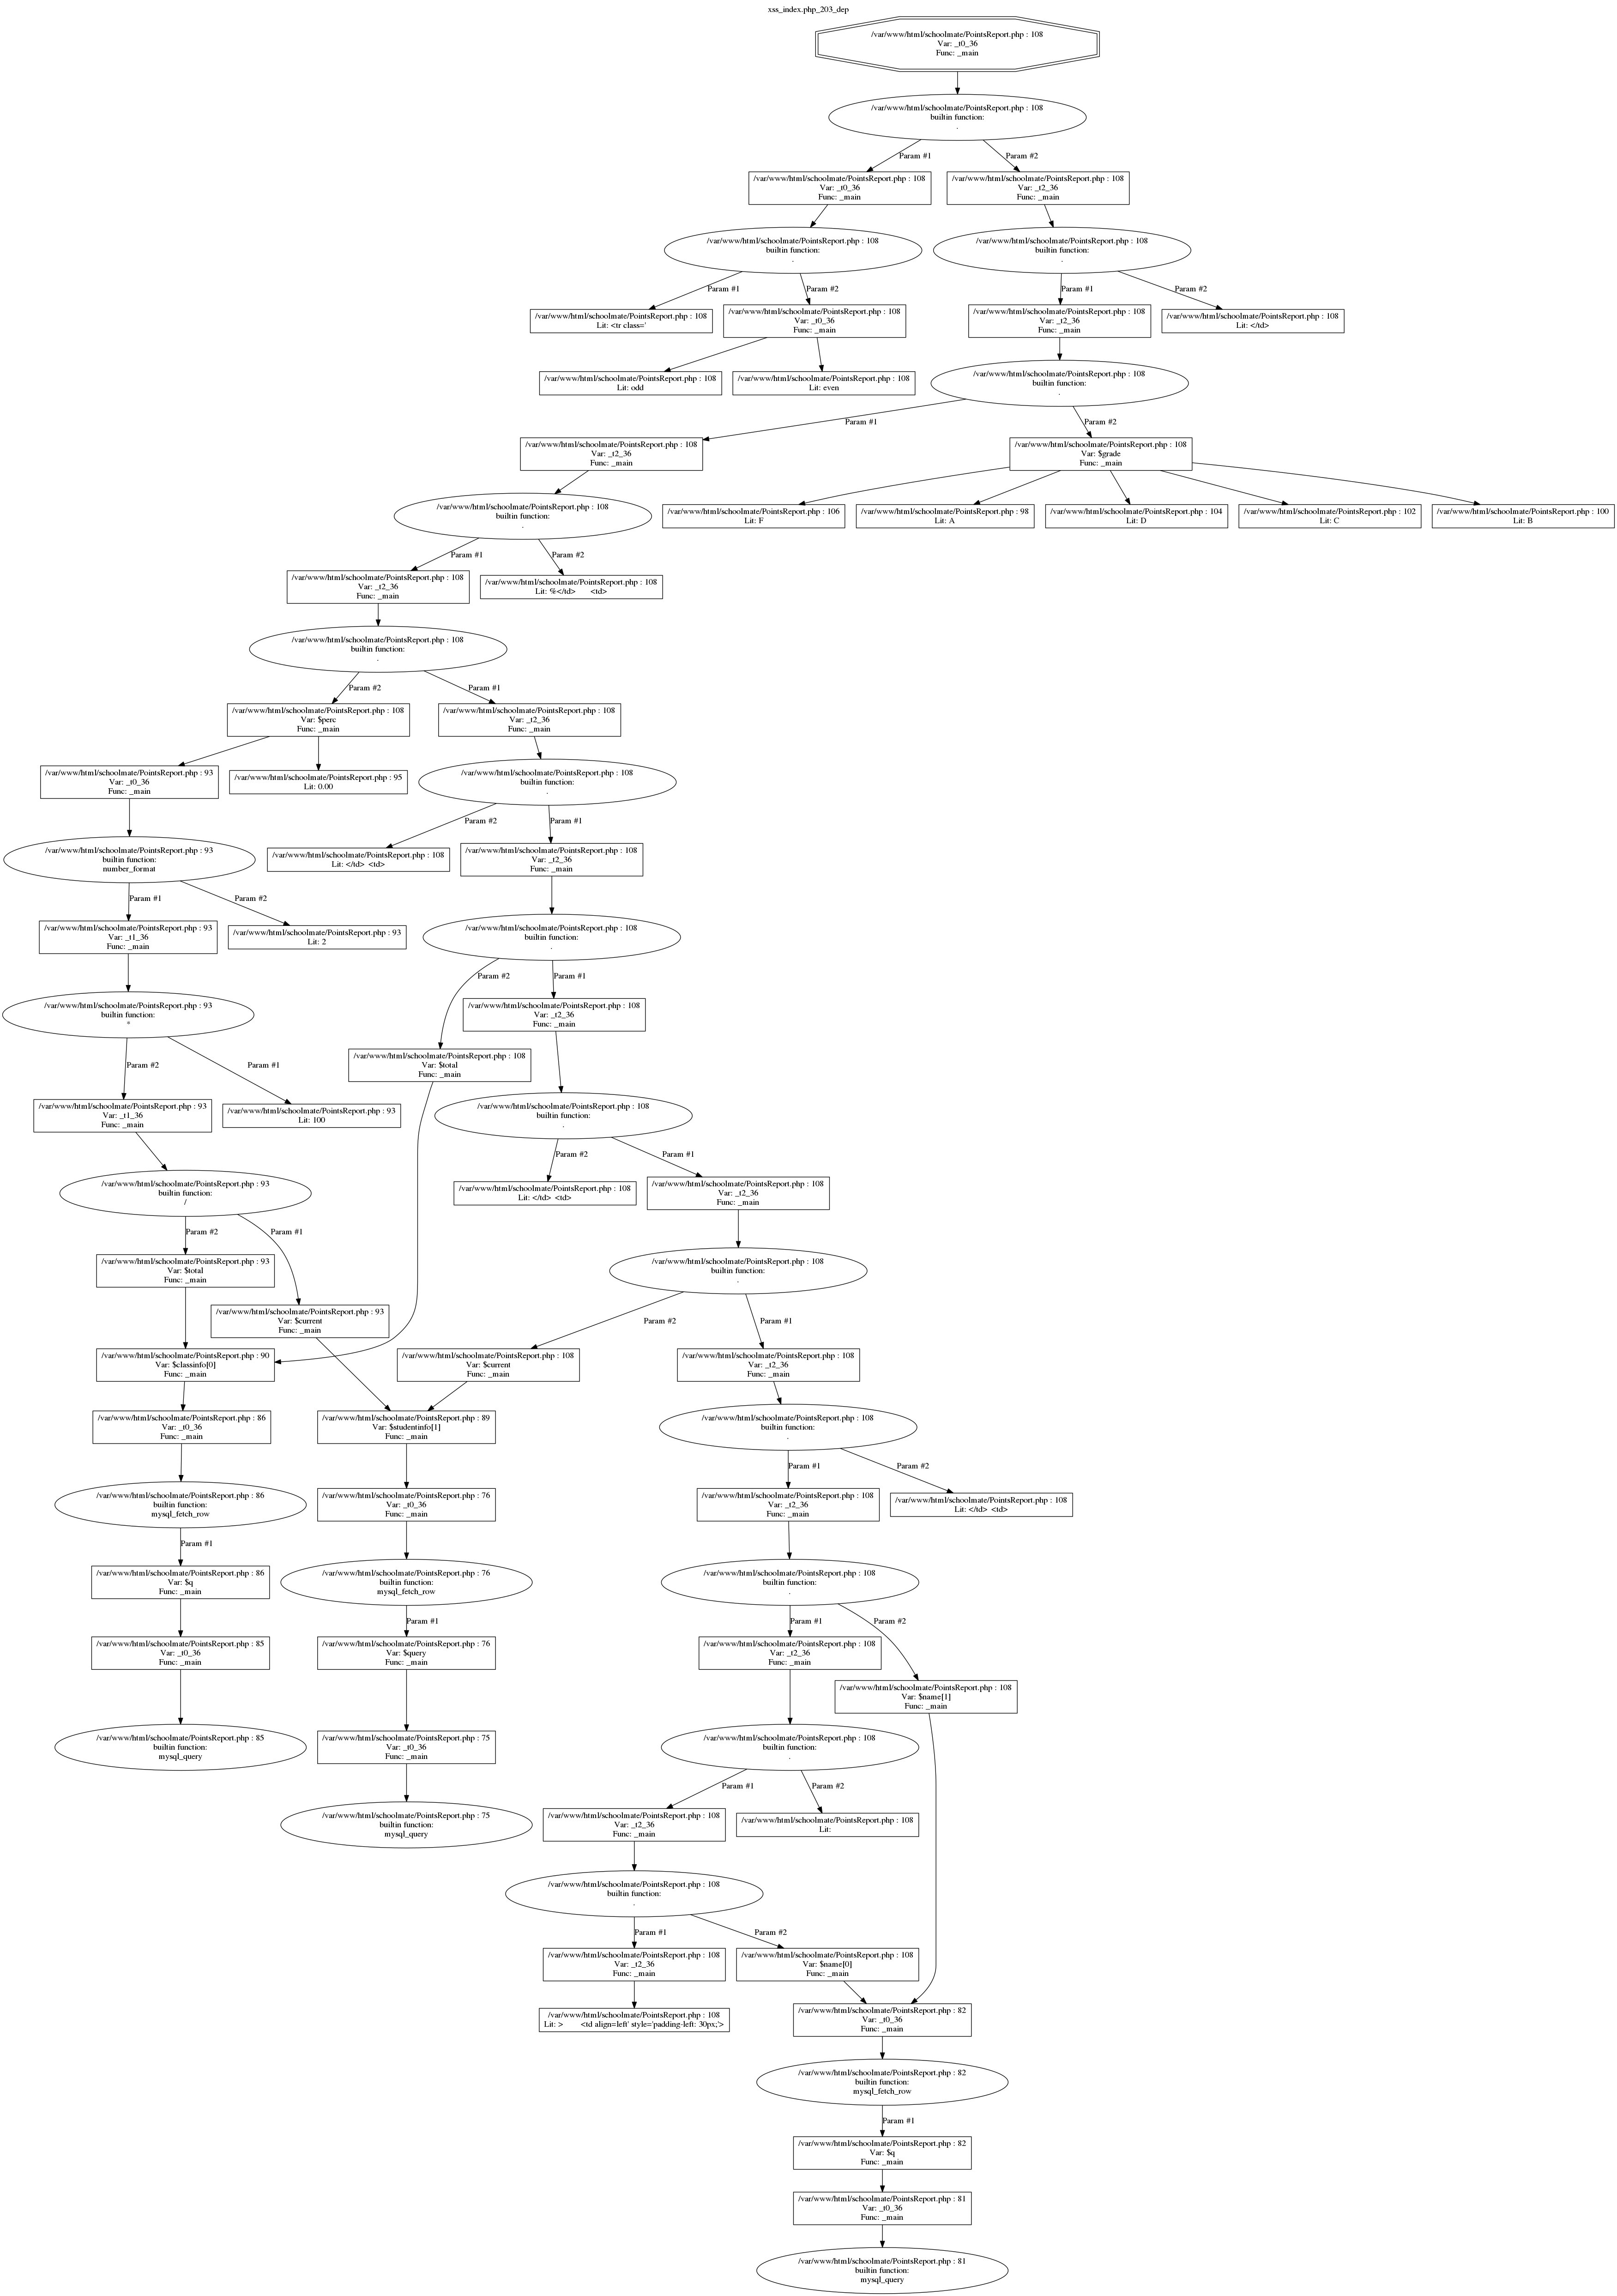 xss_index.php_203_dep
/var/www/html/schoolmate/PointsReport.php : 108
Var: _t0_36
Func: _main
/var/www/html/schoolmate/PointsReport.php : 108
builtin function:
.
Param #1
Param #2
/var/www/html/schoolmate/PointsReport.php : 108
Var: _t0_36
Func: _main
/var/www/html/schoolmate/PointsReport.php : 108
Var: _t2_36
Func: _main
/var/www/html/schoolmate/PointsReport.php : 108
builtin function:
.
/var/www/html/schoolmate/PointsReport.php : 108
builtin function:
.
Param #1
Param #2
Param #1
Param #2
/var/www/html/schoolmate/PointsReport.php : 108
Lit: <tr class='
/var/www/html/schoolmate/PointsReport.php : 108
Var: _t0_36
Func: _main
/var/www/html/schoolmate/PointsReport.php : 108
Var: _t2_36
Func: _main
/var/www/html/schoolmate/PointsReport.php : 108
Lit: </td>
/var/www/html/schoolmate/PointsReport.php : 108
Lit: odd
/var/www/html/schoolmate/PointsReport.php : 108
Lit: even
/var/www/html/schoolmate/PointsReport.php : 108
builtin function:
.
Param #1
Param #2
/var/www/html/schoolmate/PointsReport.php : 108
Var: _t2_36
Func: _main
/var/www/html/schoolmate/PointsReport.php : 108
Var: $grade
Func: _main
/var/www/html/schoolmate/PointsReport.php : 108
builtin function:
.
/var/www/html/schoolmate/PointsReport.php : 106
Lit: F
/var/www/html/schoolmate/PointsReport.php : 98
Lit: A
/var/www/html/schoolmate/PointsReport.php : 104
Lit: D
/var/www/html/schoolmate/PointsReport.php : 102
Lit: C
/var/www/html/schoolmate/PointsReport.php : 100
Lit: B
Param #1
Param #2
/var/www/html/schoolmate/PointsReport.php : 108
Var: _t2_36
Func: _main
/var/www/html/schoolmate/PointsReport.php : 108
Lit: %</td>       <td>
/var/www/html/schoolmate/PointsReport.php : 108
builtin function:
.
Param #2
Param #1
/var/www/html/schoolmate/PointsReport.php : 108
Var: $perc
Func: _main
/var/www/html/schoolmate/PointsReport.php : 108
Var: _t2_36
Func: _main
/var/www/html/schoolmate/PointsReport.php : 93
Var: _t0_36
Func: _main
/var/www/html/schoolmate/PointsReport.php : 95
Lit: 0.00
/var/www/html/schoolmate/PointsReport.php : 108
builtin function:
.
Param #2
Param #1
/var/www/html/schoolmate/PointsReport.php : 93
builtin function:
number_format
/var/www/html/schoolmate/PointsReport.php : 108
Lit: </td>  <td>
/var/www/html/schoolmate/PointsReport.php : 108
Var: _t2_36
Func: _main
Param #1
Param #2
/var/www/html/schoolmate/PointsReport.php : 93
Var: _t1_36
Func: _main
/var/www/html/schoolmate/PointsReport.php : 93
Lit: 2
/var/www/html/schoolmate/PointsReport.php : 108
builtin function:
.
Param #2
Param #1
/var/www/html/schoolmate/PointsReport.php : 93
builtin function:
*
/var/www/html/schoolmate/PointsReport.php : 108
Var: _t2_36
Func: _main
Param #2
Param #1
/var/www/html/schoolmate/PointsReport.php : 108
Var: $total
Func: _main
/var/www/html/schoolmate/PointsReport.php : 93
Var: _t1_36
Func: _main
/var/www/html/schoolmate/PointsReport.php : 93
Lit: 100
/var/www/html/schoolmate/PointsReport.php : 108
builtin function:
.
Param #2
Param #1
/var/www/html/schoolmate/PointsReport.php : 93
builtin function:
/
/var/www/html/schoolmate/PointsReport.php : 108
Lit: </td>  <td>
/var/www/html/schoolmate/PointsReport.php : 108
Var: _t2_36
Func: _main
Param #2
Param #1
/var/www/html/schoolmate/PointsReport.php : 93
Var: $total
Func: _main
/var/www/html/schoolmate/PointsReport.php : 108
builtin function:
.
/var/www/html/schoolmate/PointsReport.php : 93
Var: $current
Func: _main
Param #2
Param #1
/var/www/html/schoolmate/PointsReport.php : 90
Var: $classinfo[0]
Func: _main
/var/www/html/schoolmate/PointsReport.php : 108
Var: $current
Func: _main
/var/www/html/schoolmate/PointsReport.php : 108
Var: _t2_36
Func: _main
/var/www/html/schoolmate/PointsReport.php : 86
Var: _t0_36
Func: _main
/var/www/html/schoolmate/PointsReport.php : 89
Var: $studentinfo[1]
Func: _main
/var/www/html/schoolmate/PointsReport.php : 108
builtin function:
.
Param #1
Param #2
/var/www/html/schoolmate/PointsReport.php : 86
builtin function:
mysql_fetch_row
/var/www/html/schoolmate/PointsReport.php : 76
Var: _t0_36
Func: _main
/var/www/html/schoolmate/PointsReport.php : 108
Var: _t2_36
Func: _main
/var/www/html/schoolmate/PointsReport.php : 108
Lit: </td>  <td>
Param #1
/var/www/html/schoolmate/PointsReport.php : 86
Var: $q
Func: _main
/var/www/html/schoolmate/PointsReport.php : 76
builtin function:
mysql_fetch_row
/var/www/html/schoolmate/PointsReport.php : 108
builtin function:
.
Param #1
Param #1
Param #2
/var/www/html/schoolmate/PointsReport.php : 85
Var: _t0_36
Func: _main
/var/www/html/schoolmate/PointsReport.php : 76
Var: $query
Func: _main
/var/www/html/schoolmate/PointsReport.php : 108
Var: _t2_36
Func: _main
/var/www/html/schoolmate/PointsReport.php : 108
Var: $name[1]
Func: _main
/var/www/html/schoolmate/PointsReport.php : 85
builtin function:
mysql_query
/var/www/html/schoolmate/PointsReport.php : 75
Var: _t0_36
Func: _main
/var/www/html/schoolmate/PointsReport.php : 108
builtin function:
.
Param #1
Param #2
/var/www/html/schoolmate/PointsReport.php : 75
builtin function:
mysql_query
/var/www/html/schoolmate/PointsReport.php : 108
Var: _t2_36
Func: _main
/var/www/html/schoolmate/PointsReport.php : 108
Lit:
/var/www/html/schoolmate/PointsReport.php : 108
builtin function:
.
Param #1
Param #2
/var/www/html/schoolmate/PointsReport.php : 108
Var: _t2_36
Func: _main
/var/www/html/schoolmate/PointsReport.php : 108
Var: $name[0]
Func: _main
/var/www/html/schoolmate/PointsReport.php : 108
Lit: >        <td align=left' style='padding-left: 30px;'>
/var/www/html/schoolmate/PointsReport.php : 82
Var: _t0_36
Func: _main
/var/www/html/schoolmate/PointsReport.php : 82
builtin function:
mysql_fetch_row
Param #1
/var/www/html/schoolmate/PointsReport.php : 82
Var: $q
Func: _main
/var/www/html/schoolmate/PointsReport.php : 81
Var: _t0_36
Func: _main
/var/www/html/schoolmate/PointsReport.php : 81
builtin function:
mysql_query